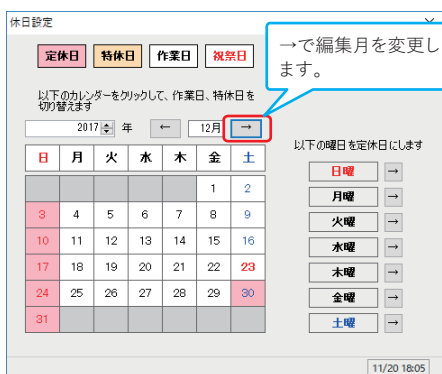 休日設定
定休日 特休日 作業日 祝祭日
→で編集月を変更し
ます。
以下のカレンダーをクリックして、作業日、特休日を
切り替えます
2017 年 ← 12月 →
日 月 火 水 木 金 土
1 2
3 4 5 6 7 8 9
10 11 12 13 14 15 16
17 18 19 20 21 22 23
24 25 26 27 28 29 30
31
以下の曜日を定休日にします
日曜 →
月曜 →
火曜 →
水曜 →
木曜 →
金曜 →
土曜 →
11/20 18:05